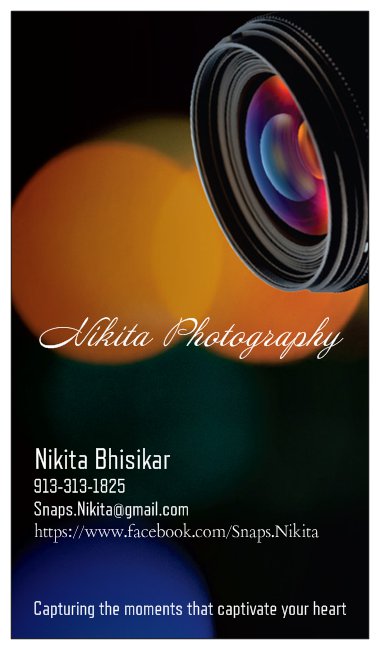 Nikita Photography
Nikita Bhisikar
913-313-1825
Snaps.Nikita@gmail.com
https://www.facebook.com/Snaps.Nikita
Capturing the moments that captivate your heart